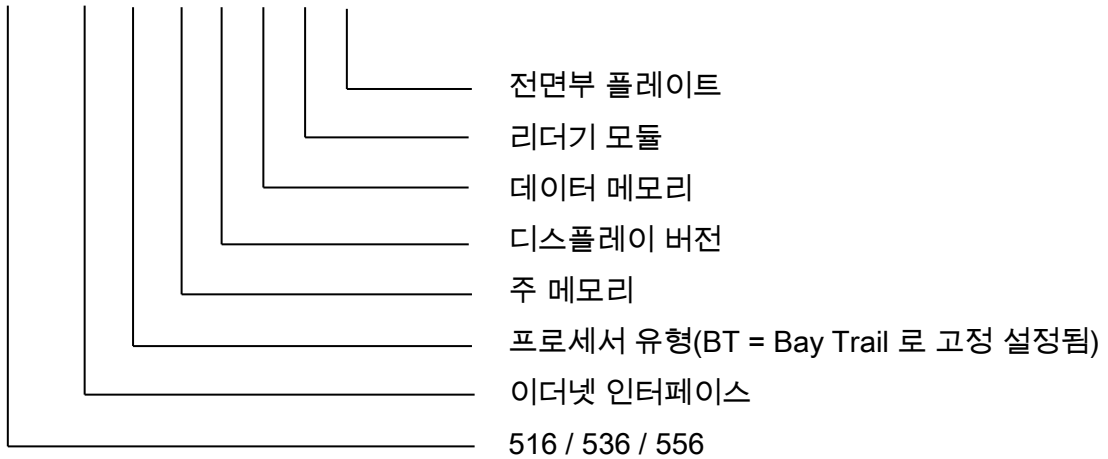 전면부 플레이트
리더기 모듈
데이터 메모리
디스플레이 버전
주 메모리
프로세서 유형(BT = Bay Trail 로 고정 설정됨)
이더넷 인터페이스
516 / 536 / 556